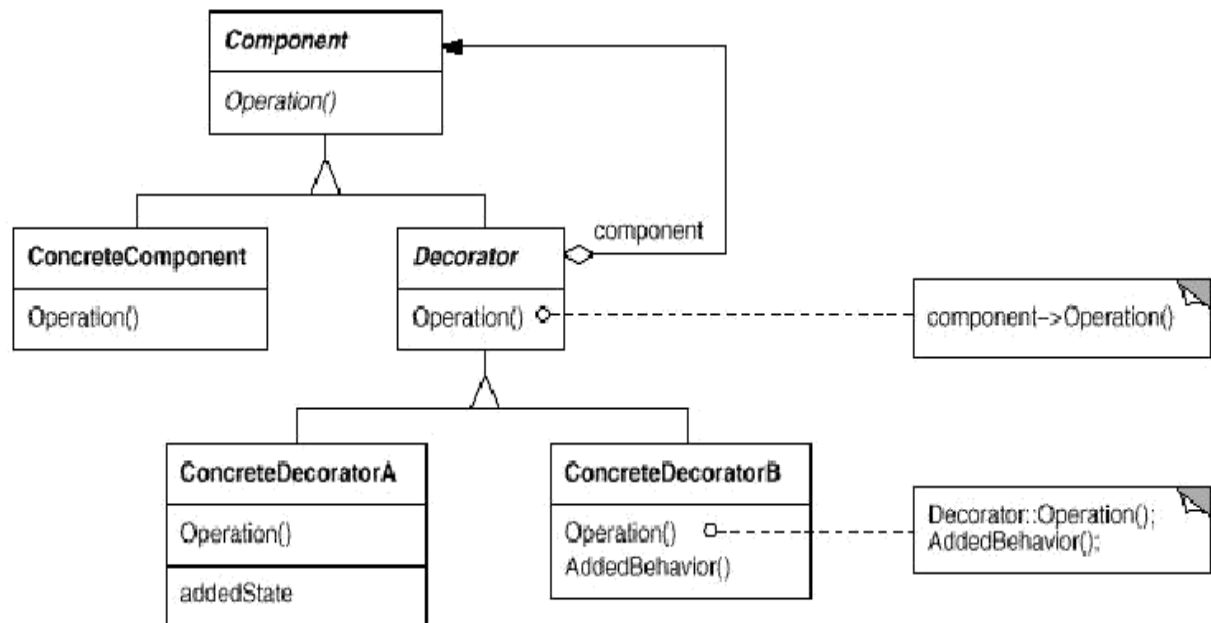 Component
Operation()
component
ConcreteComponent
Operation()
Decorator
Operation()
component->Operation()
ConcreteDecoratorA
Operation()
addedState
ConcreteDecoratorB
Operation()
AddedBehavior()
Decorator::Operation();
AddedBehavior();